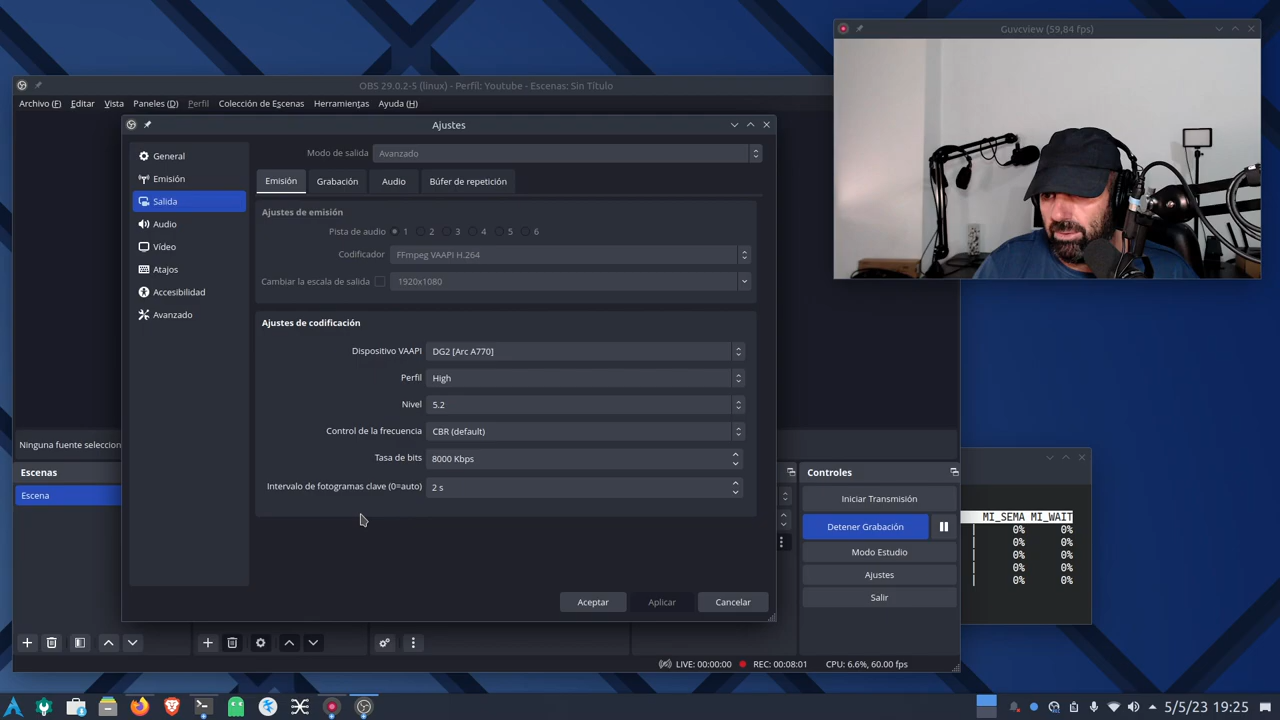 Guvcview (59,84 fps)
OBS 29.0.2-5 (linux) - Perfil: Youtube - Escenas: Sin Título
Archivo (F) Editar Vista Paneles (D) Perfil Colección de Escenas Herramientas Ayuda (H)
Ajustes
General
Emisión
Salida
Audio
Vídeo
Atajos
Accesibilidad
Avanzado
Modo de salida Avanzado
Emisión Grabación Audio Búfer de repetición
Ajustes de emisión
Pista de audio 1 2 3 4 5 6
Codificador FFmpeg VAAPI H.264
Cambiar la escala de salida 1920x1080
Ajustes de codificación
Dispositivo VAAPI DG2 [Arc A770]
Perfil High
Nivel 5.2
Control de la frecuencia CBR (default)
Tasa de bits 8000 Kbps
Intervalo de fotogramas clave (0=auto) 2 s
Aceptar Aplicar Cancelar
Ninguna fuente seleccion
Escenas
Escena
Controles
Iniciar Transmisión
Detener Grabación
Modo Estudio
Ajustes
Salir
MI_SEMA MI_WAIT
| 0% 0%
| 0% 0%
| 0% 0%
| 0% 0%
| 0% 0%
LIVE: 00:00:00 REC: 00:08:01 CPU: 6.6%, 60.00 fps
5/5/23 19:25